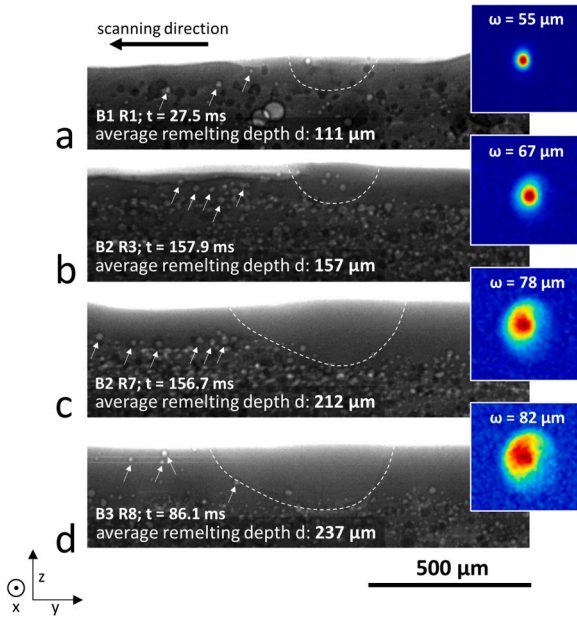 scanning direction
ω = 55 µm
B1 R1; t = 27.5 ms
a average remelting depth d: 111 µm
ω = 67 µm
B2 R3; t = 157.9 ms
b average remelting depth d: 157 µm
ω = 78 µm
B2 R7; t = 156.7 ms
c average remelting depth d: 212 µm
ω = 82 µm
B3 R8; t = 86.1 ms
d average remelting depth d: 237 µm
z
x y
500 µm